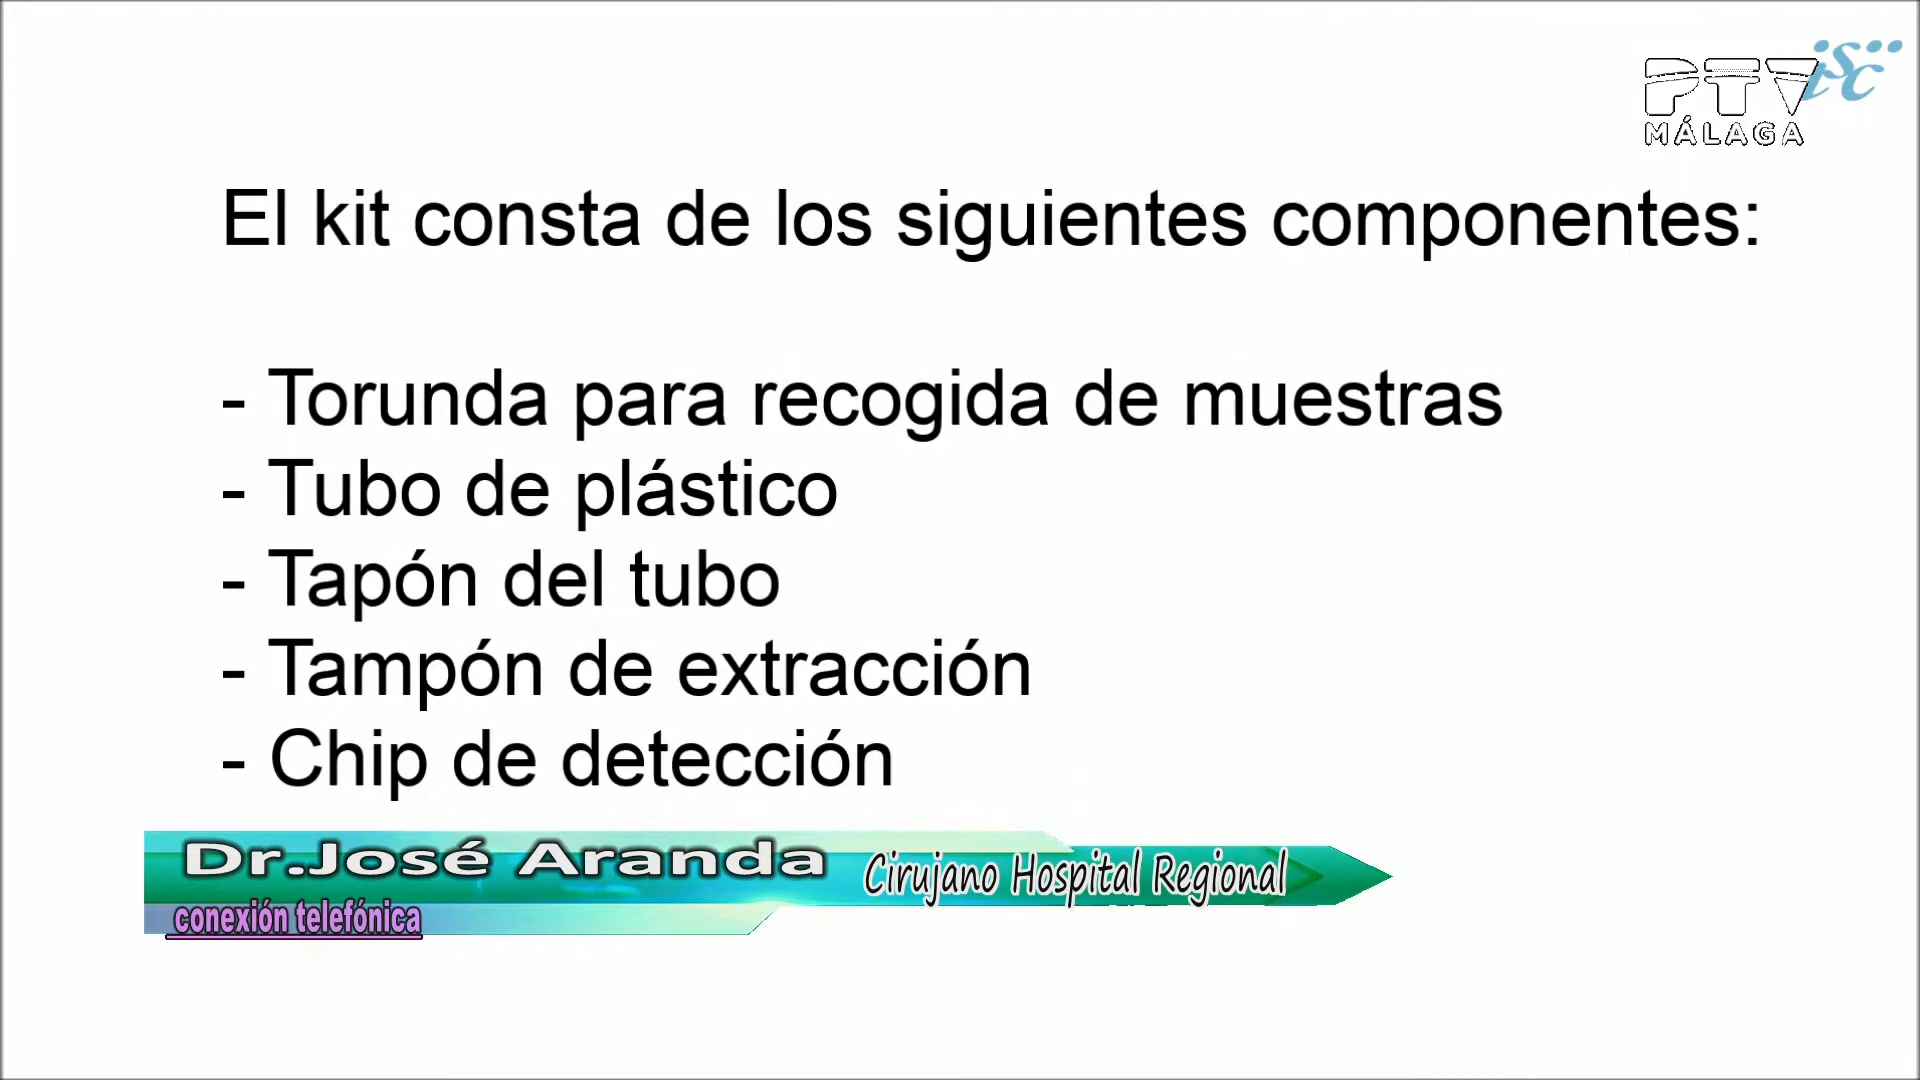 PTV
MÁLAGA
isc
El kit consta de los siguientes componentes:
- Torunda para recogida de muestras
- Tubo de plástico
- Tapón del tubo
- Tampón de extracción
- Chip de detección
Dr.José Aranda
Cirujano Hospital Regional
conexión telefónica